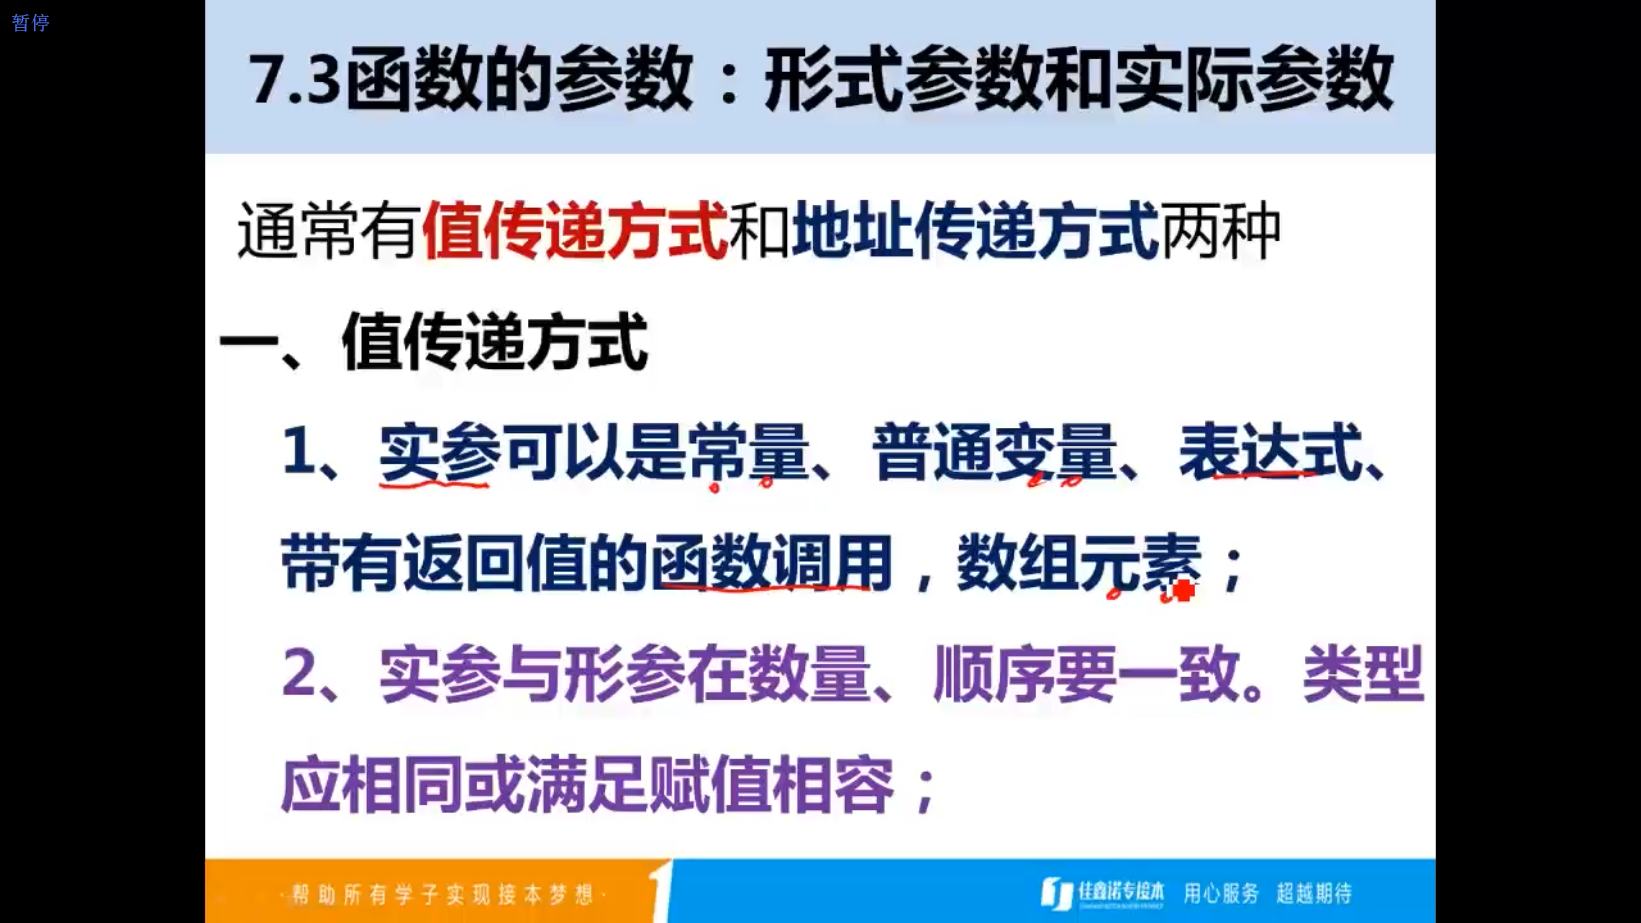 暂停
7.3函数的参数：形式参数和实际参数
通常有值传递方式和地址传递方式两种
一、值传递方式
1、实参可以是常量、普通变量、表达式、
带有返回值的函数调用，数组元素；
2、实参与形参在数量、顺序要一致。类型
应相同或满足赋值相容；
·帮助所有学子实现接本梦想·
佳鑫诺专接本 用心服务 超越期待